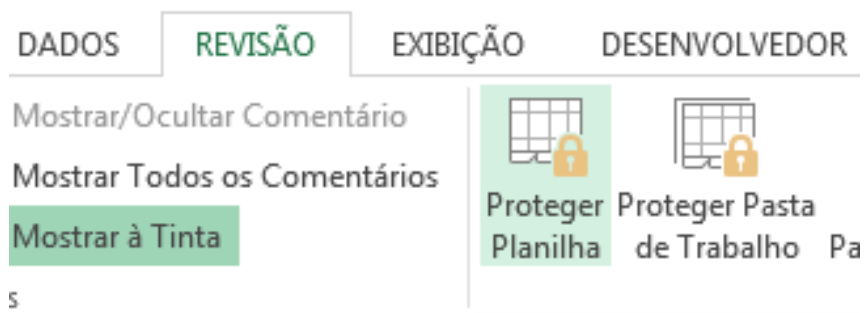 DADOS REVISÃO EXIBIÇÃO DESENVOLVEDOR
Mostrar/Ocultar Comentário
Mostrar Todos os Comentários
Mostrar à Tinta
s
Proteger
Planilha
Proteger Pasta
de Trabalho
Pa